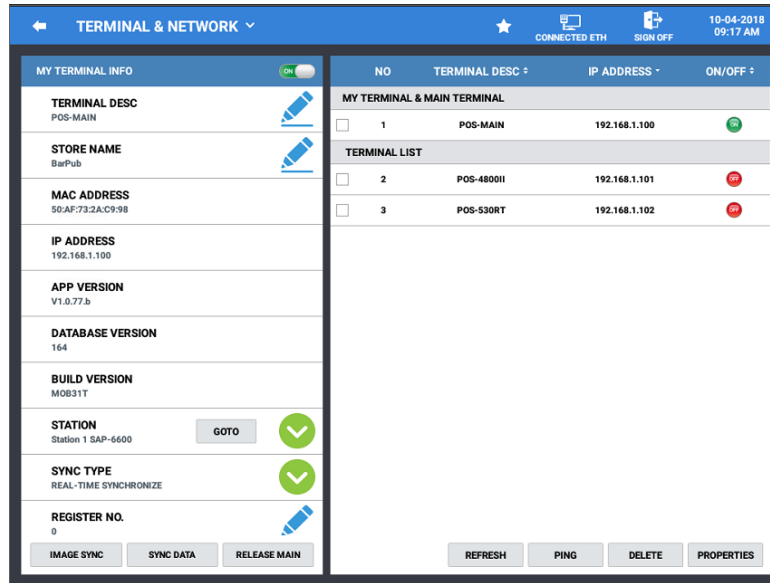 TERMINAL & NETWORK
CONNECTED ETH
SIGN OFF
10-04-2018
09:17 AM
MY TERMINAL INFO
ON
TERMINAL DESC
POS-MAIN
STORE NAME
BarPub
MAC ADDRESS
50:AF:73:2A:C9:98
IP ADDRESS
192.168.1.100
APP VERSION
V1.0.77.b
DATABASE VERSION
164
BUILD VERSION
MOB31T
STATION
Station 1 SAP-6600
GOTO
SYNC TYPE
REAL-TIME SYNCHRONIZE
REGISTER NO.
0
IMAGE SYNC SYNC DATA RELEASE MAIN
NO TERMINAL DESC IP ADDRESS ON/OFF
MY TERMINAL & MAIN TERMINAL
1 POS-MAIN 192.168.1.100 ON
TERMINAL LIST
2 POS-4800II 192.168.1.101 OFF
3 POS-530RT 192.168.1.102 OFF
REFRESH PING DELETE PROPERTIES